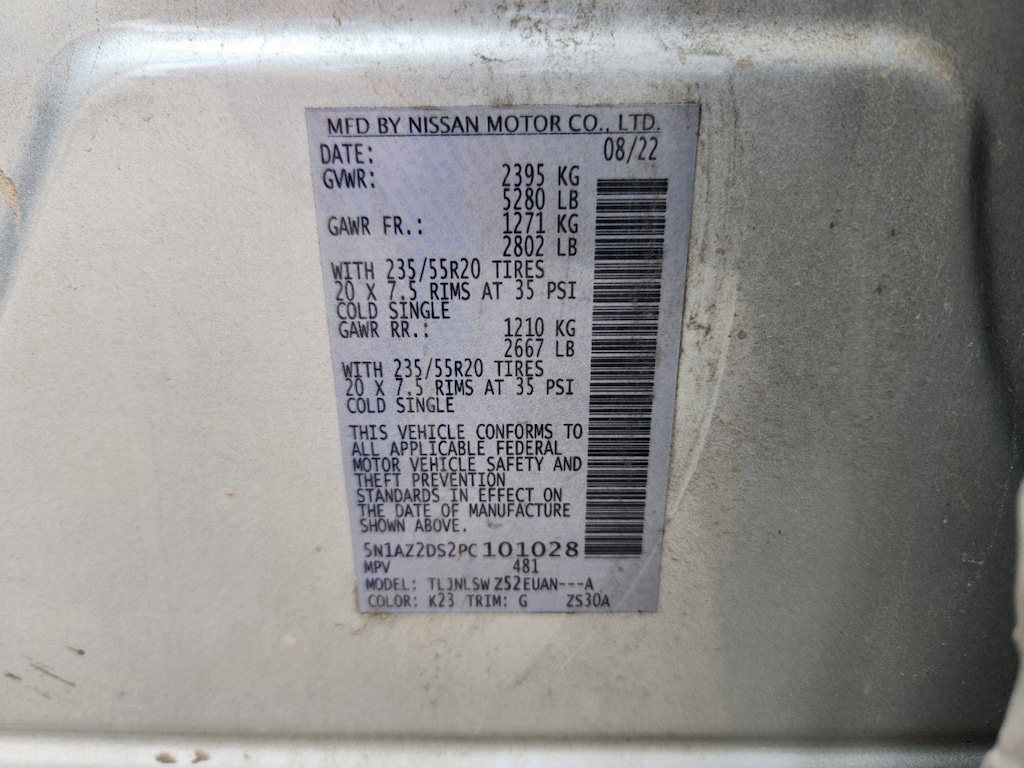 MFD BY NISSAN MOTOR CO., LTD.
DATE: 08/22
GVWR: 2395 KG
5280 LB
GAWR FR.: 1271 KG
2802 LB
WITH 235/55R20 TIRES
20 X 7.5 RIMS AT 35 PSI
COLD SINGLE
GAWR RR.: 1210 KG
2667 LB
WITH 235/55R20 TIRES
20 X 7.5 RIMS AT 35 PSI
COLD SINGLE
THIS VEHICLE CONFORMS TO
ALL APPLICABLE FEDERAL
MOTOR VEHICLE SAFETY AND
THEFT PREVENTION
STANDARDS IN EFFECT ON
THE DATE OF MANUFACTURE
SHOWN ABOVE.
5N1AZ2DS2PC101028
MPV 481
MODEL: TLJNLSW Z52EUAN---A
COLOR: K23 TRIM: G ZS30A